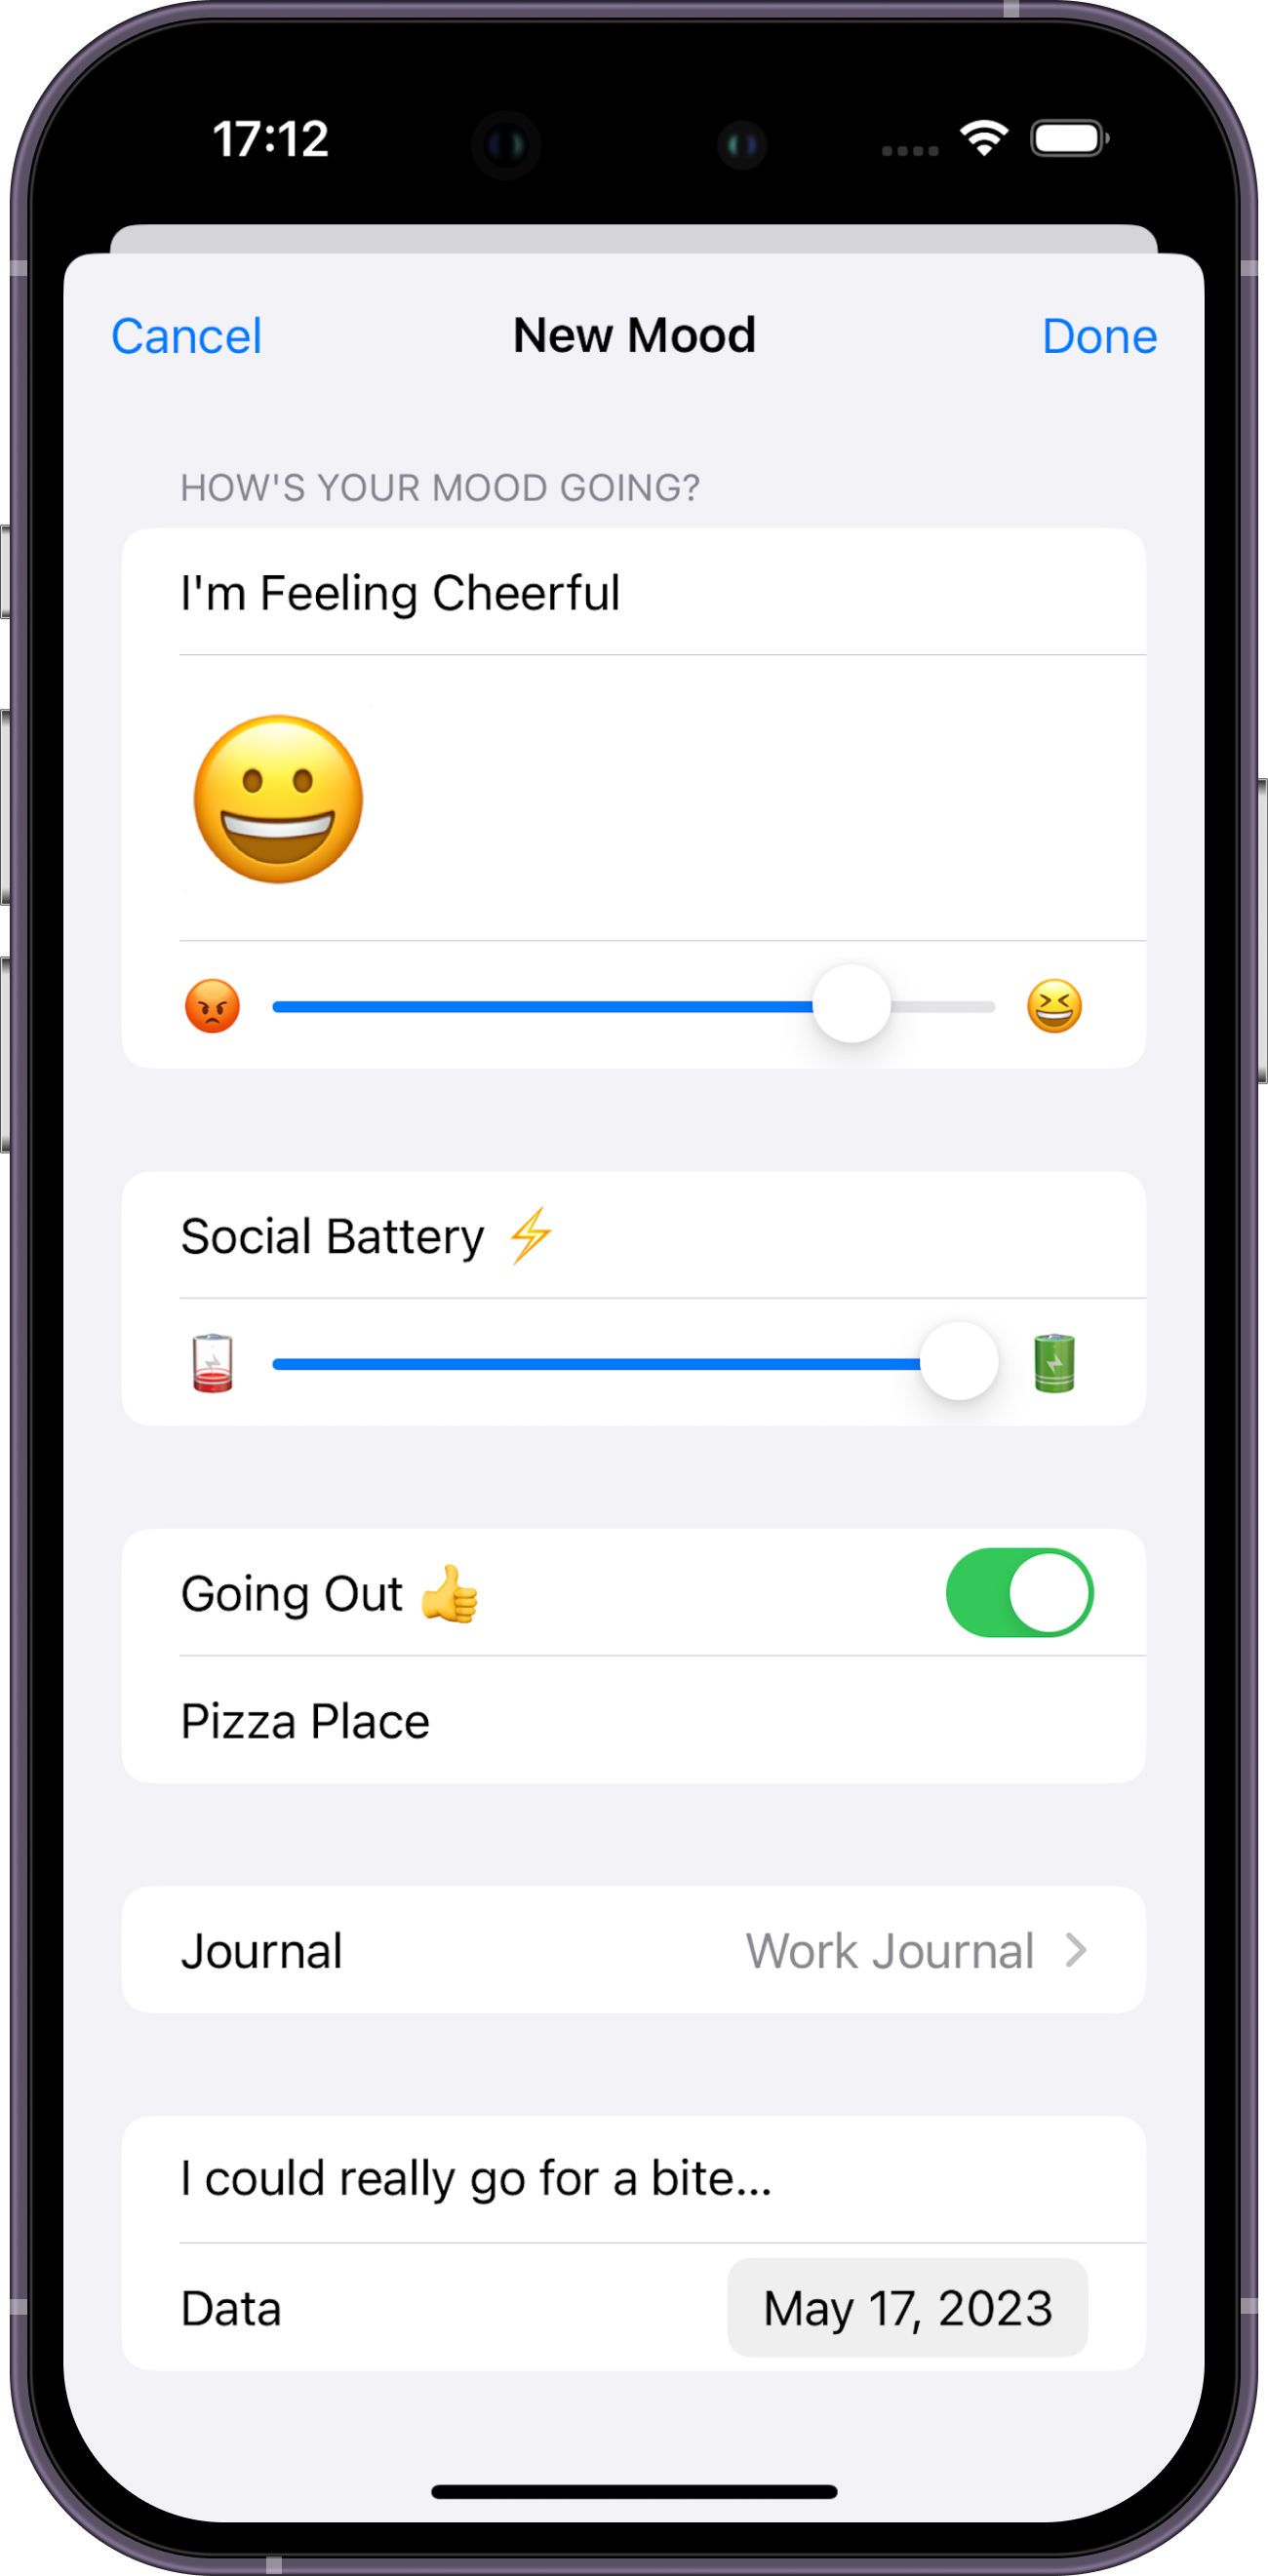 17:12
Cancel New Mood Done
HOW'S YOUR MOOD GOING?
I'm Feeling Cheerful
Social Battery ⚡
Going Out 👍
Pizza Place
Journal Work Journal
I could really go for a bite...
Data May 17, 2023